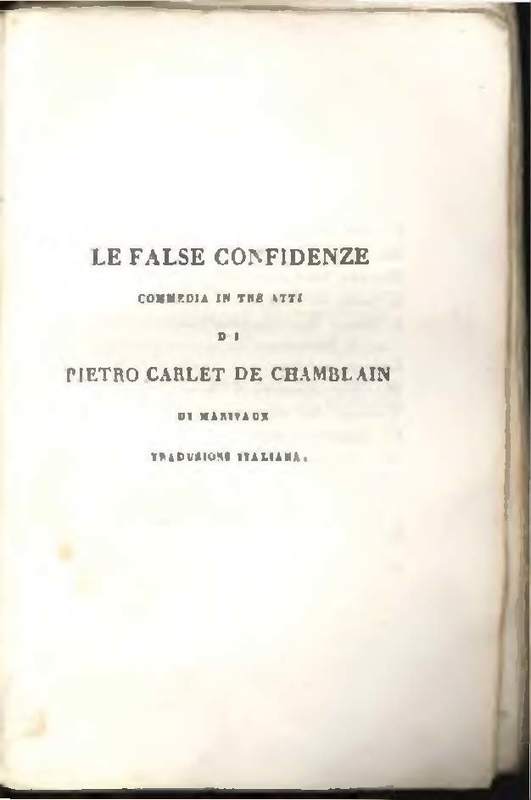 LE FALSE CONFIDENZE
COMMEDIA IN TRE ATTI
DI
PIETRO CARLET DE CHAMBLAIN
DI MARIVAUX
TRADUZIONE ITALIANA.